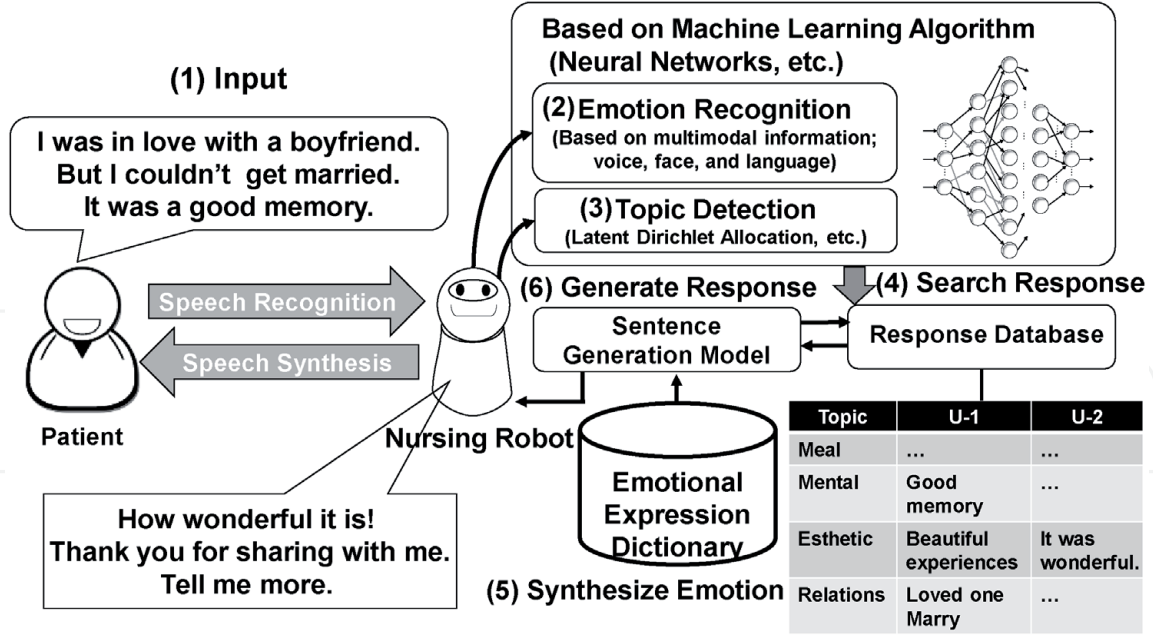 (1) Input
I was in love with a boyfriend.
But I couldn't get married.
It was a good memory.
Based on Machine Learning Algorithm
(Neural Networks, etc.)
(2) Emotion Recognition
(Based on multimodal information;
voice, face, and language)
(3) Topic Detection
(Latent Dirichlet Allocation, etc.)
Speech Recognition
Speech Synthesis
Patient
Nursing Robot
(6) Generate Response
(4) Search Response
Sentence
Generation Model
Response Database
Emotional
Expression
Dictionary
(5) Synthesize Emotion
How wonderful it is!
Thank you for sharing with me.
Tell me more.
Topic U-1 U-2
Meal ... ...
Mental Good memory ...
Esthetic Beautiful experiences It was wonderful.
Relations Loved one Marry ...